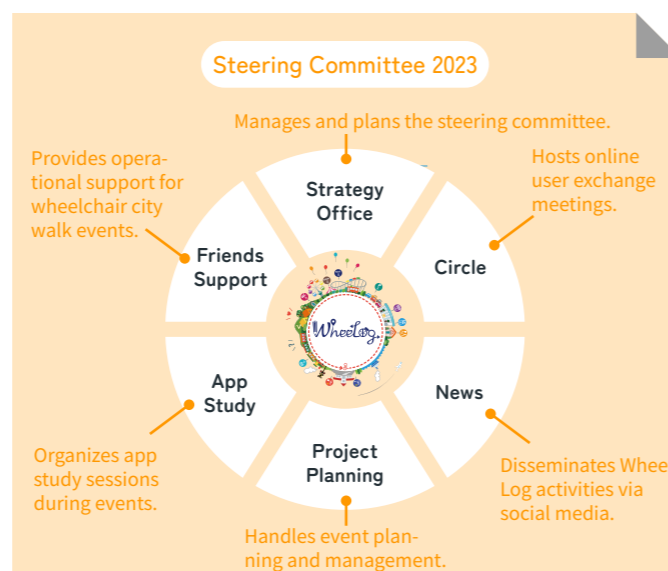 Steering Committee 2023
Manages and plans the steering committee.
Strategy
Office
Hosts online
user exchange
meetings.
Circle
Provides opera-
tional support for
wheelchair city
walk events.
Friends
Support
WheeLog.
App
Study
Organizes app
study sessions
during events.
Project
Planning
Handles event plan-
ning and management.
News
Disseminates Whee
Log activities via
social media.